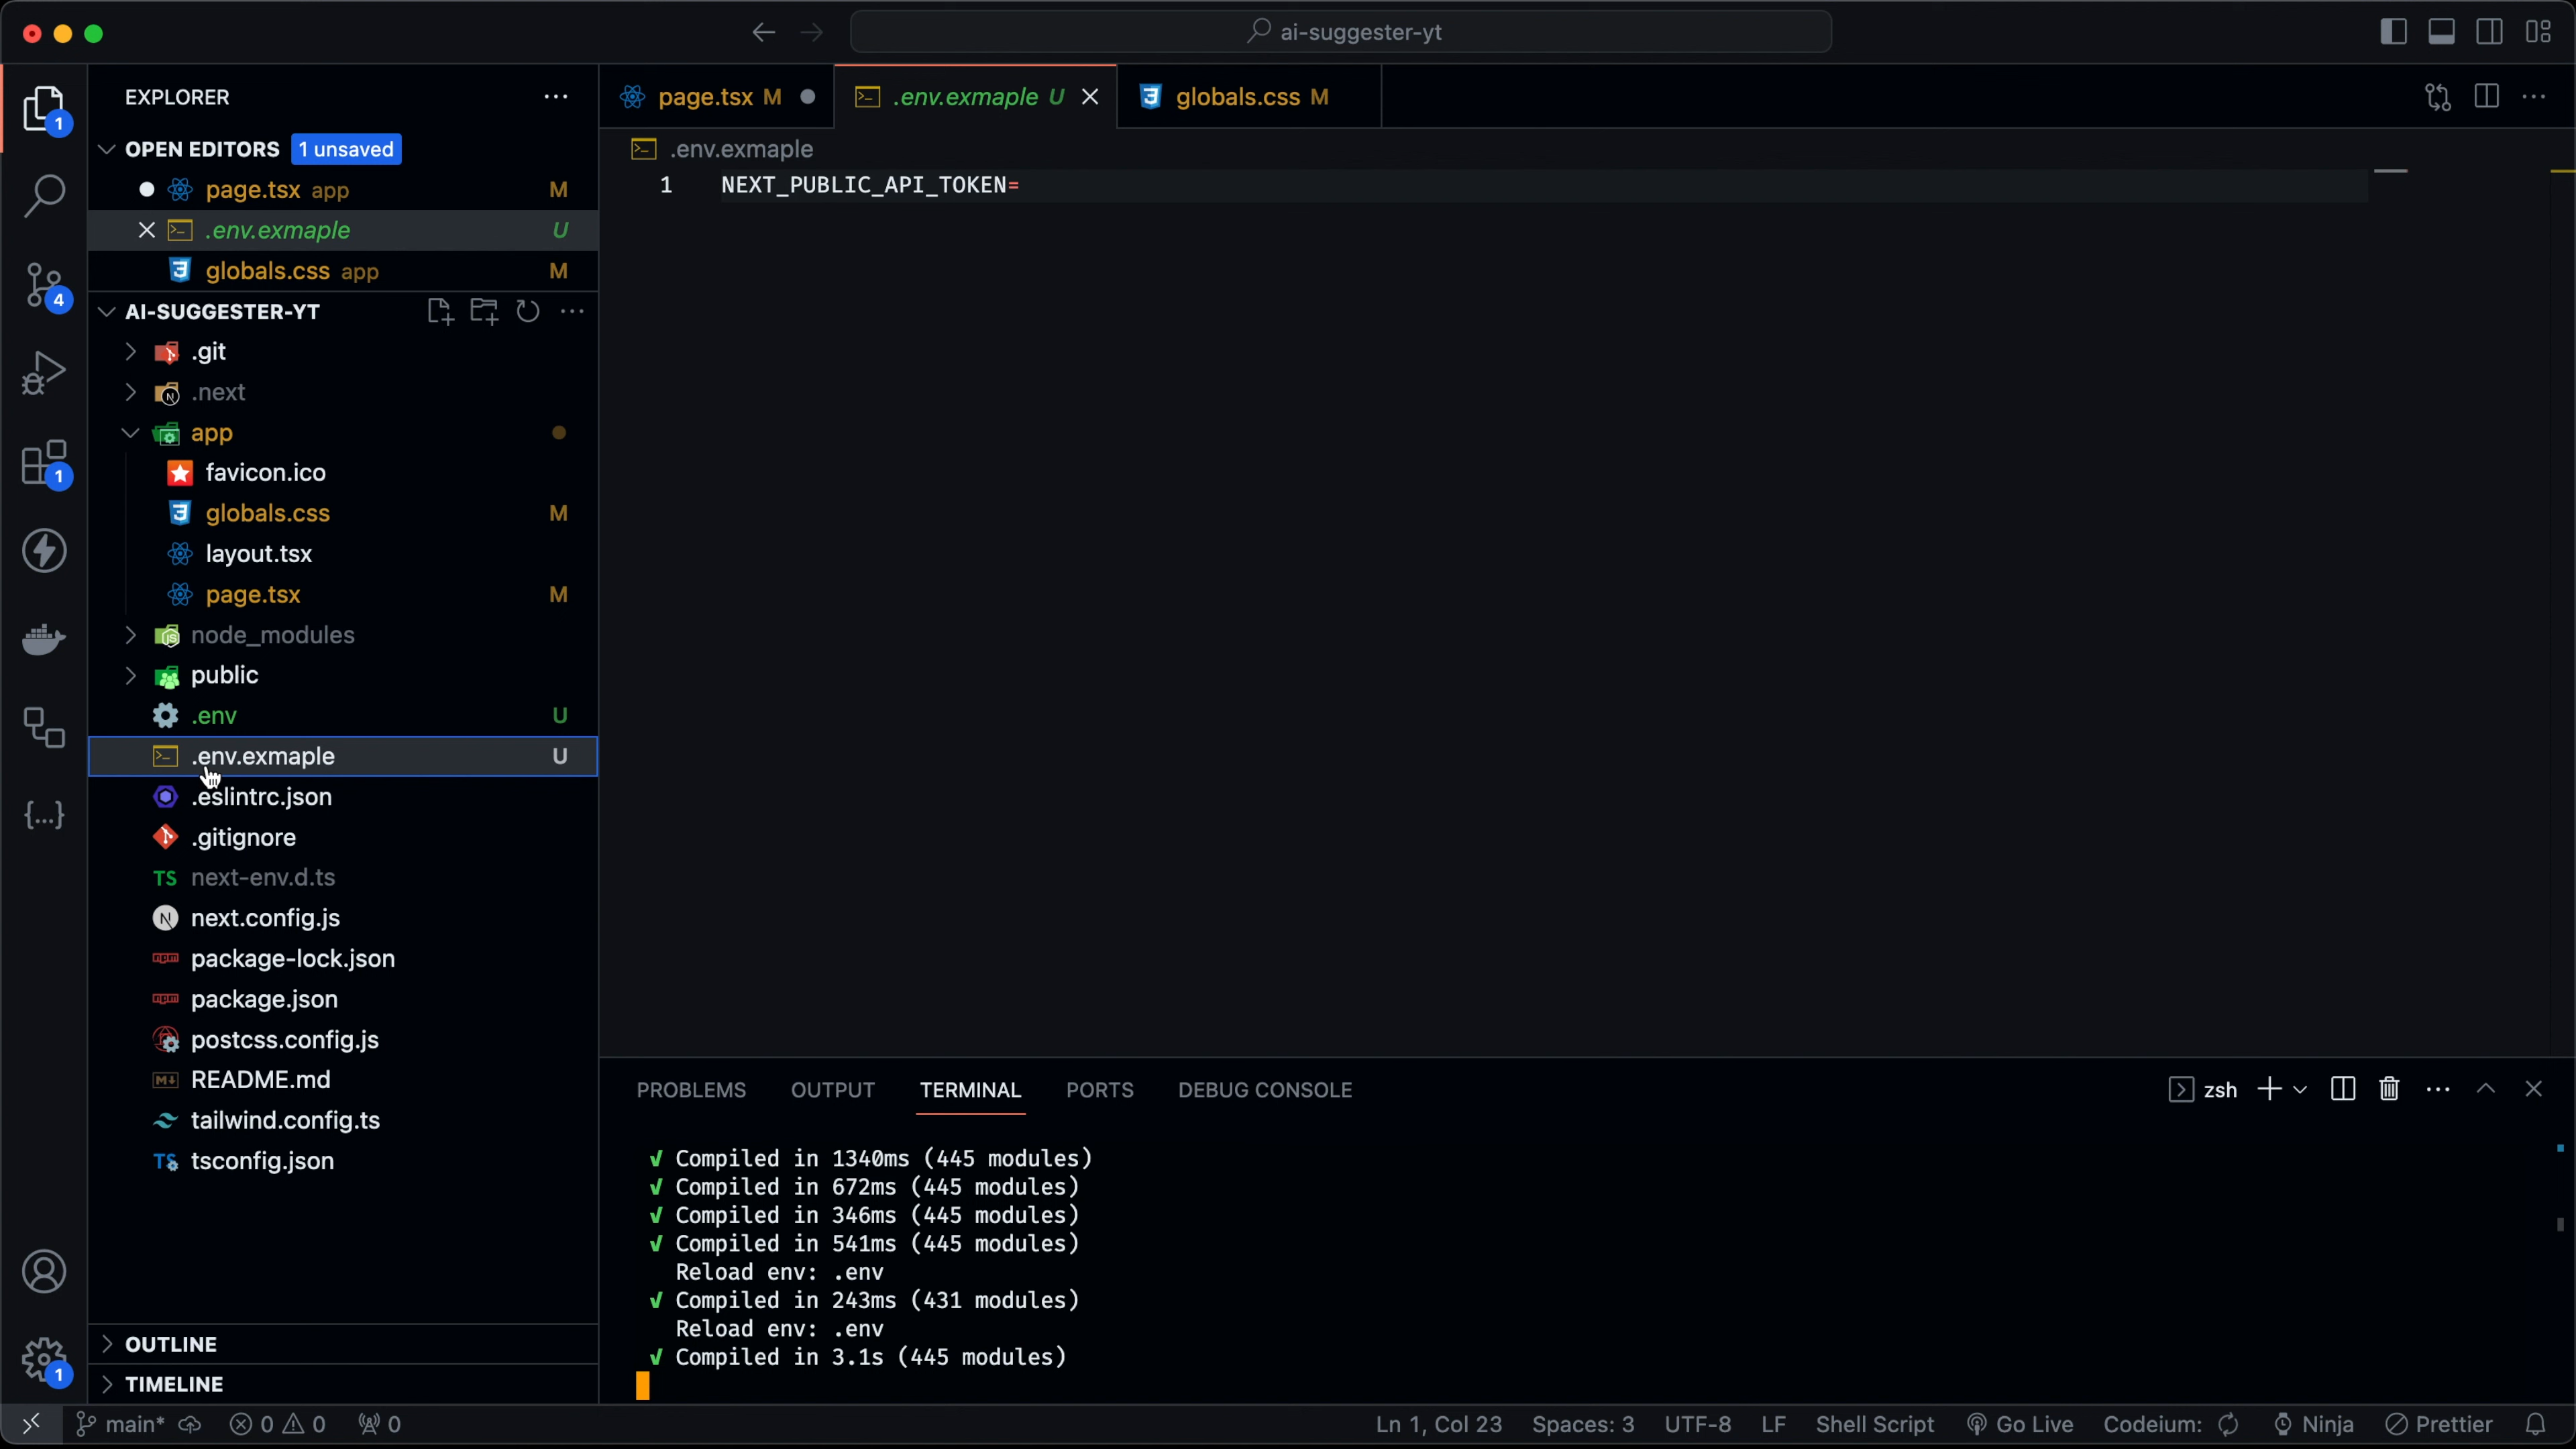 ai-suggester-yt
EXPLORER
OPEN EDITORS 1 unsaved
page.tsx app M
.env.exmaple U
globals.css app M
AI-SUGGESTER-YT
.git
.next
app
favicon.ico
globals.css M
layout.tsx
page.tsx M
node_modules
public
.env U
.env.exmaple U
.eslintrc.json
.gitignore
TS next-env.d.ts
next.config.js
package-lock.json
package.json
postcss.config.js
README.md
tailwind.config.ts
TS tsconfig.json
OUTLINE
TIMELINE
1
4
1
1
page.tsx M
.env.exmaple U
globals.css M
.env.exmaple
1 NEXT_PUBLIC_API_TOKEN=
PROBLEMS OUTPUT TERMINAL PORTS DEBUG CONSOLE
zsh
√ Compiled in 1340ms (445 modules)
√ Compiled in 672ms (445 modules)
√ Compiled in 346ms (445 modules)
√ Compiled in 541ms (445 modules)
Reload env: .env
√ Compiled in 243ms (431 modules)
Reload env: .env
√ Compiled in 3.1s (445 modules)
main* 0 0 0
Ln 1, Col 23 Spaces: 3 UTF-8 LF Shell Script Go Live Codeium: Ninja Prettier